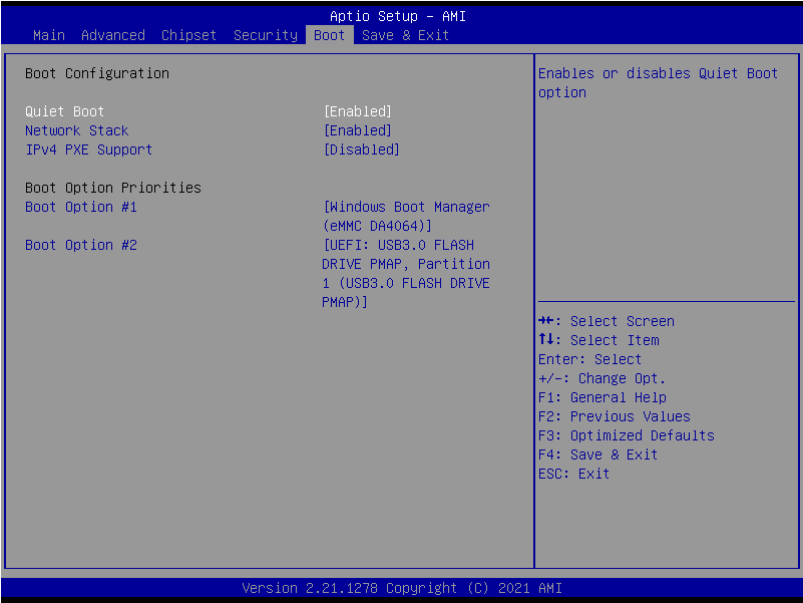 Aptio Setup – AMI
Main Advanced Chipset Security Boot Save & Exit
Boot Configuration
Quiet Boot [Enabled]
Network Stack [Enabled]
IPv4 PXE Support [Disabled]
Boot Option Priorities
Boot Option #1 [Windows Boot Manager
(eMMC DA4064)]
Boot Option #2 [UEFI: USB3.0 FLASH
DRIVE PMAP, Partition
1 (USB3.0 FLASH DRIVE
PMAP)]
Enables or disables Quiet Boot
option
→←: Select Screen
↑↓: Select Item
Enter: Select
+/-: Change Opt.
F1: General Help
F2: Previous Values
F3: Optimized Defaults
F4: Save & Exit
ESC: Exit
Version 2.21.1278 Copyright (C) 2021 AMI